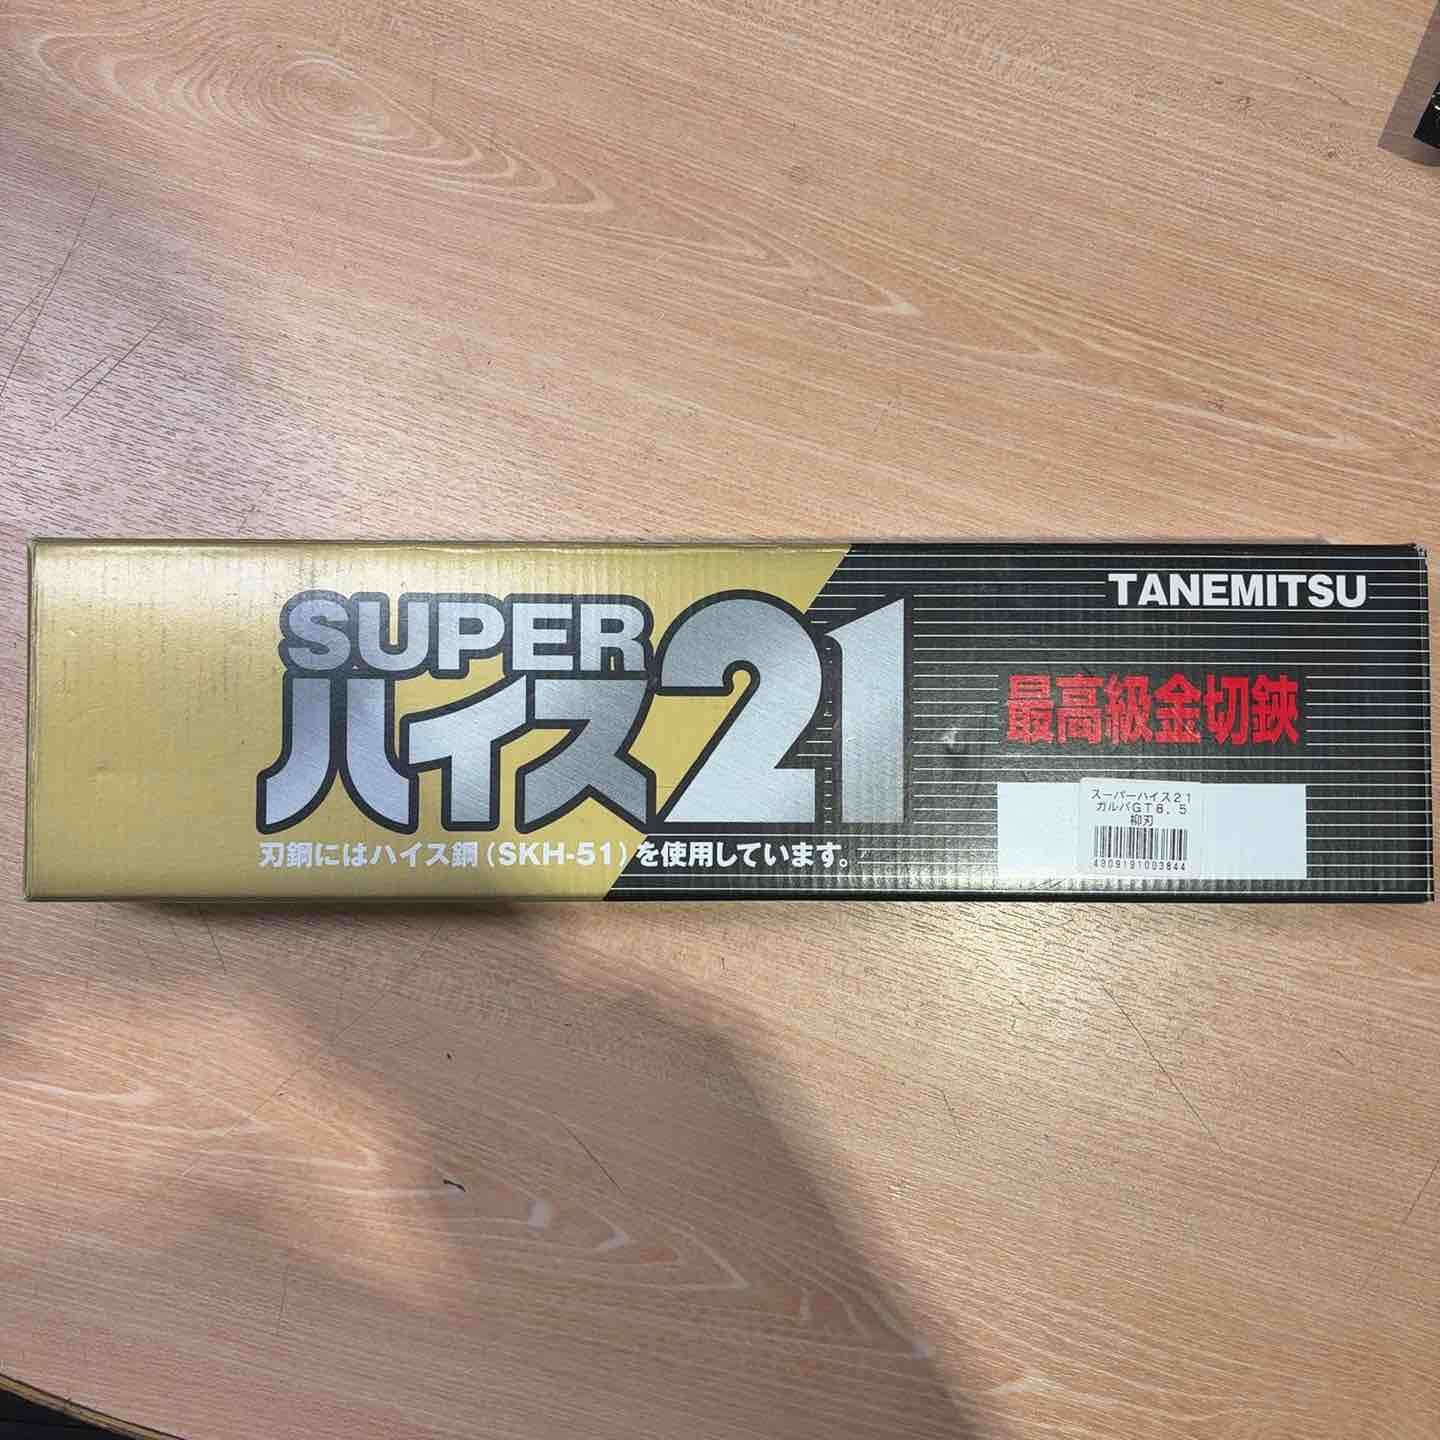 SUPER
ハイス21
刃鋼にはハイス鋼(SKH-51)を使用しています。
TANEMITSU
最高級金切鋏
スーパーハイス21
ガルバGT8.5
柳刃
4909191003844